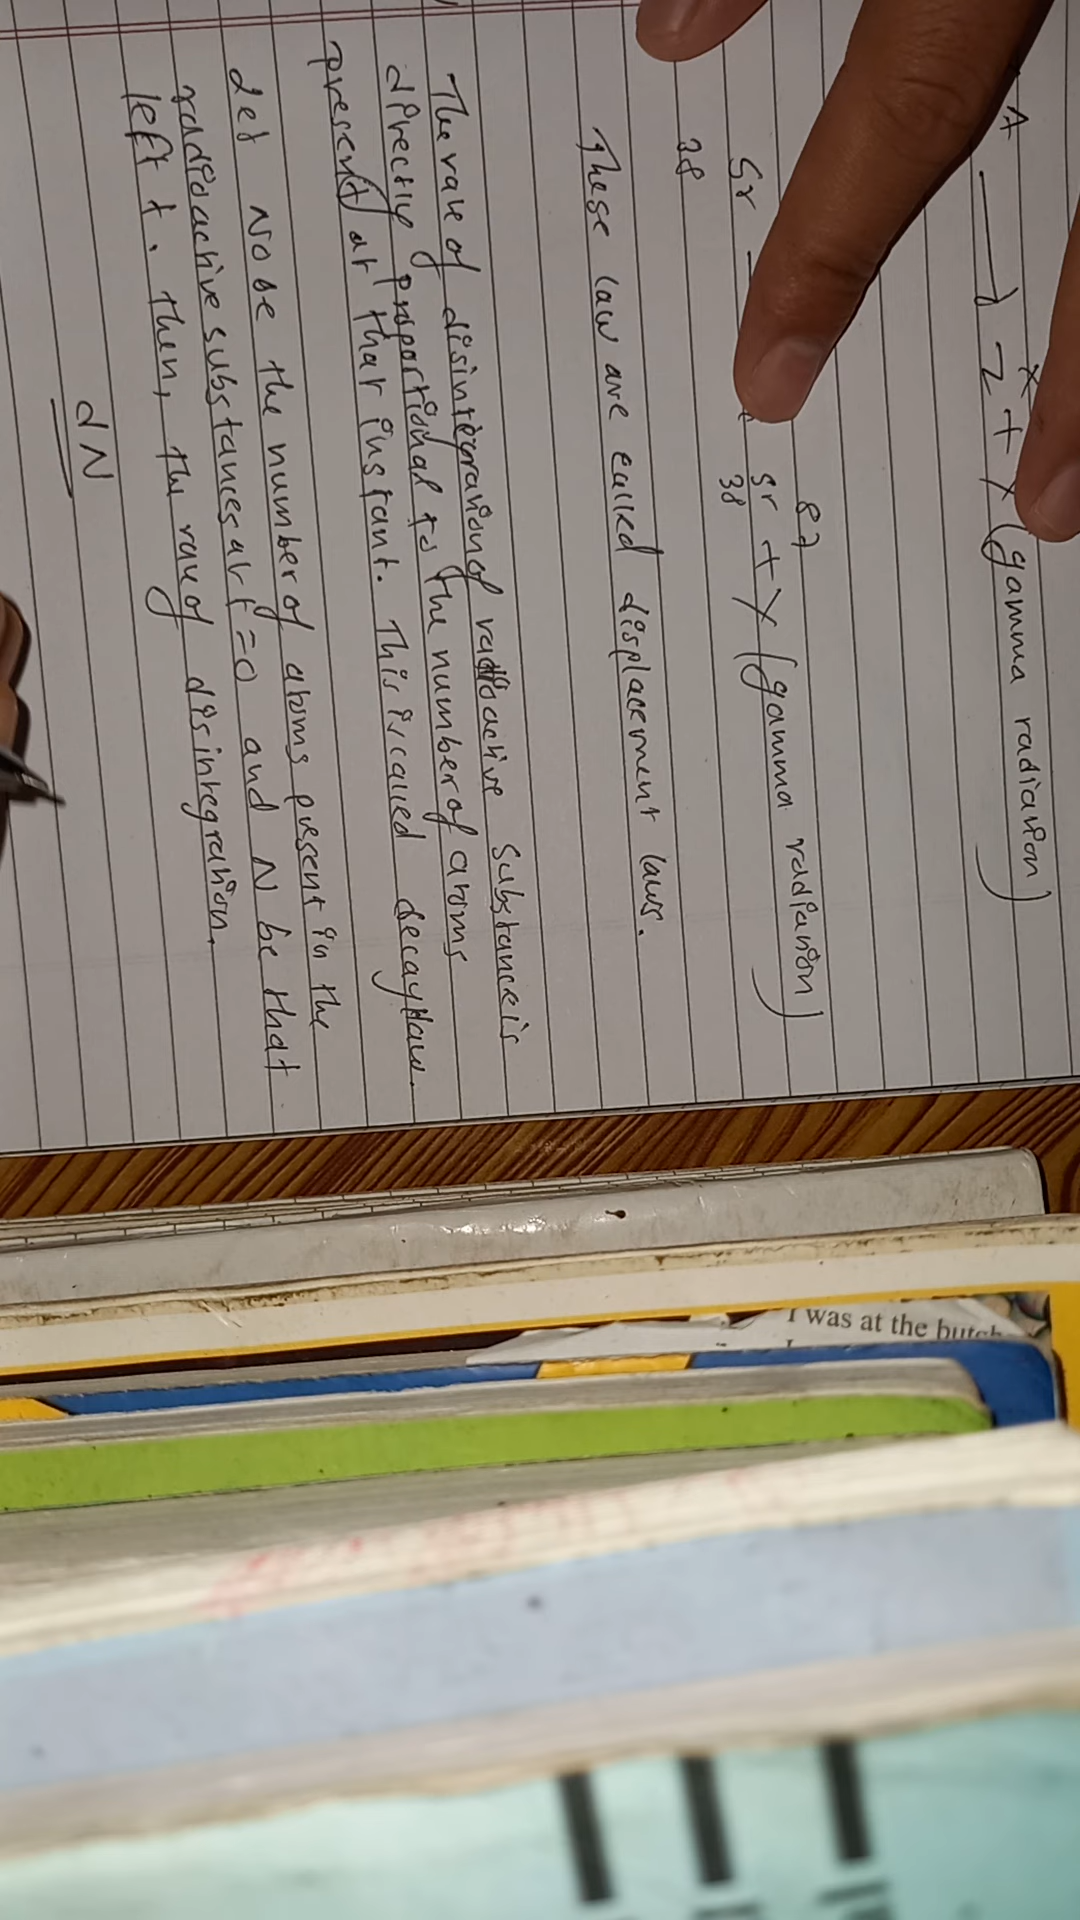 A ⟶ Z* + γ (gamma radiation)
87
Sr — Sr + γ (gamma radiation)
38 38
These law are called displacement laws.
The rate of disintegration of radioactive substance is
directly proportional to the number of atoms
present at that instant. This is called decay law.
Let No be the number of atoms present in the
radioactive substances at t=0 and N be that
left t. Then, the rate of disintegration.
dN
I was at the